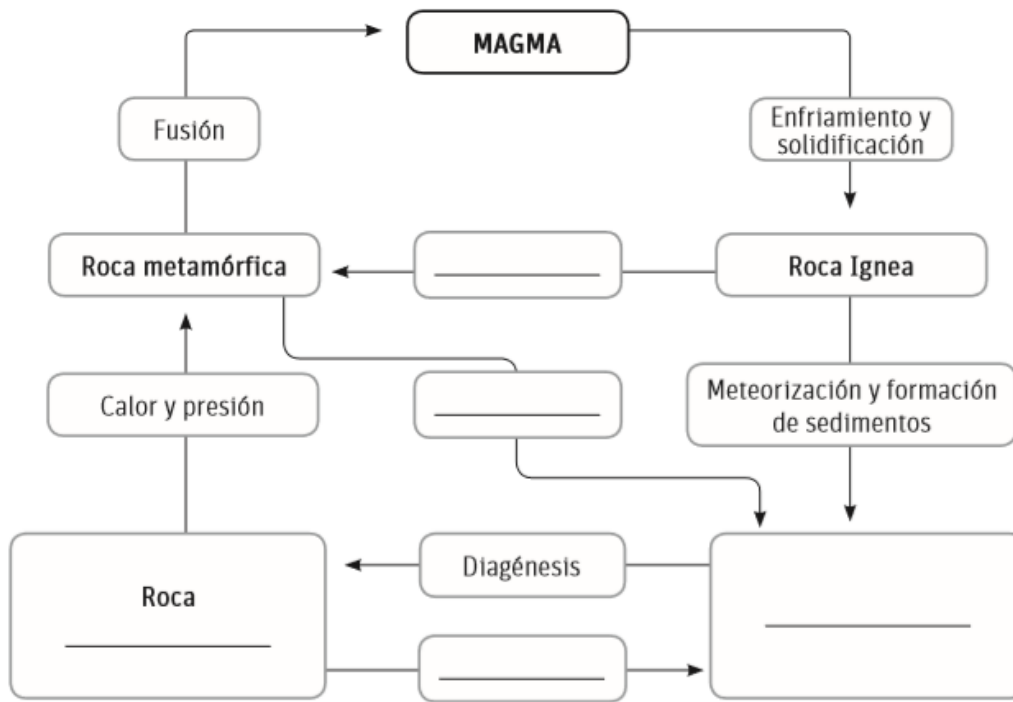 MAGMA
Fusión
Enfriamiento y
solidificación
Roca metamórfica
Roca Ignea
Calor y presión
Meteorización y formación
de sedimentos
Roca
Diagénesis